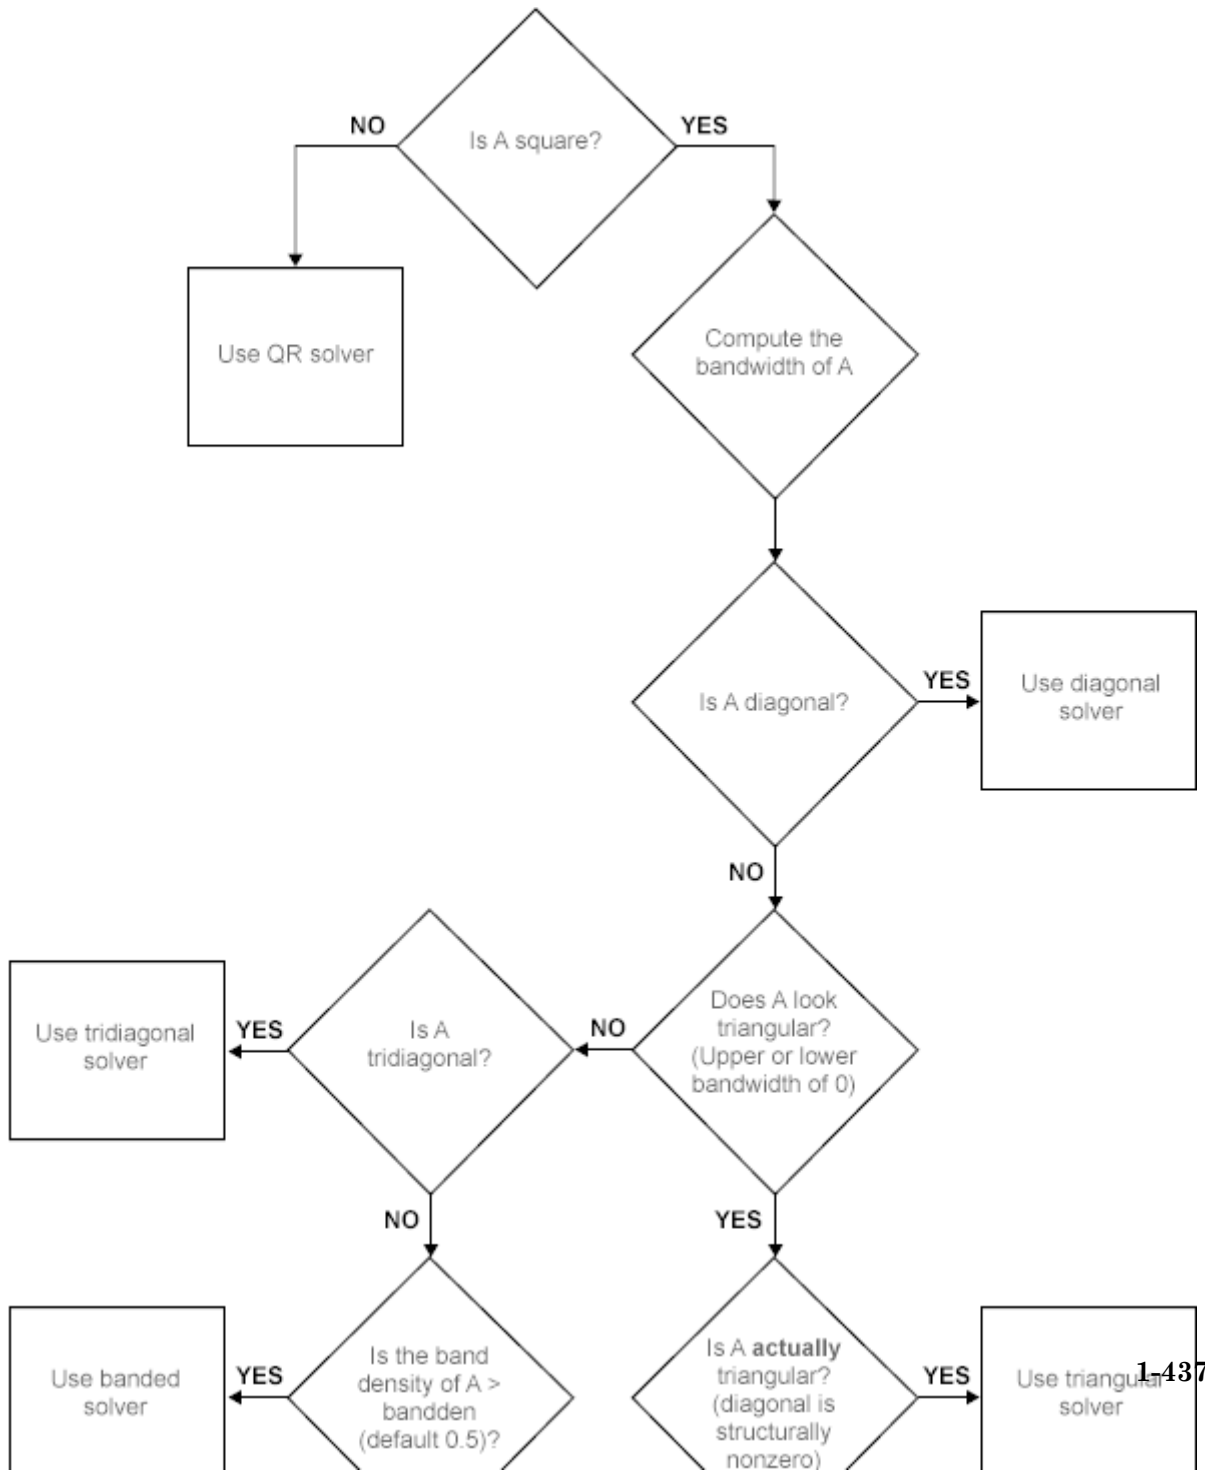 NO
YES
Is A square?
Use QR solver
Compute the
bandwidth of A
Is A diagonal?
YES
Use diagonal
solver
NO
Does A look
triangular?
(Upper or lower
bandwidth of 0)
NO
Is A
tridiagonal?
YES
Use tridiagonal
solver
NO
YES
Is the band
density of A >
bandden
(default 0.5)?
YES
Use banded
solver
Is A actually
triangular?
(diagonal is
structurally
nonzero)
YES
Use triangular
solver
1-437